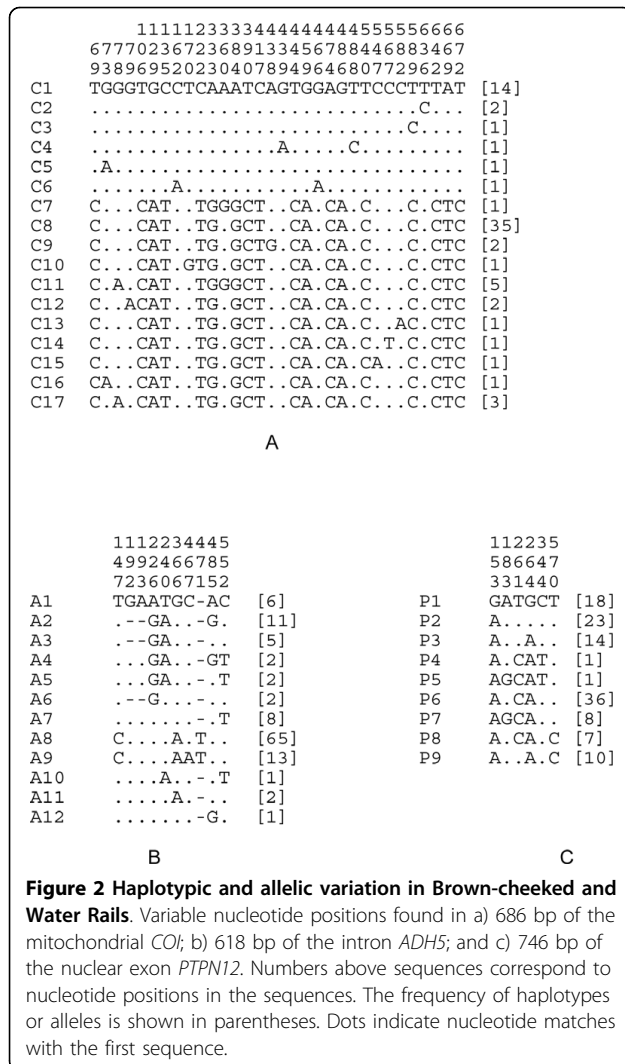 C1 TGGGTGCCTCAAATCAGTGGAGTTCCCTTTAT [14]
C2 ............................C... [2]
C3 ...........................C.... [1]
C4 ................A.....C......... [1]
C5 .A.............................. [1]
C6 .......A...........A............ [1]
C7 C...CAT..TGGGCT..CA.CA.C...C.CTC [1]
C8 C...CAT..TG.GCT..CA.CA.C...C.CTC [35]
C9 C...CAT..TG.GCTG.CA.CA.C...C.CTC [2]
C10 C...CAT.GTG.GCT..CA.CA.C...C.CTC [1]
C11 C.A.CAT..TGGGCT..CA.CA.C...C.CTC [5]
C12 C..ACAT..TG.GCT..CA.CA.C...C.CTC [2]
C13 C...CAT..TG.GCT..CA.CA.C..AC.CTC [1]
C14 C...CAT..TG.GCT..CA.CA.C.T.C.CTC [1]
C15 C...CAT..TG.GCT..CA.CA.CA..C.CTC [1]
C16 CA..CAT..TG.GCT..CA.CA.C...C.CTC [1]
C17 C.A.CAT..TG.GCT..CA.CA.C...C.CTC [3]
A
1112234445
4992466785
7236067152
A1 TGAATGC-AC [6]
A2 .--GA..-G. [11]
A3 .--GA..-.. [5]
A4 ...GA..-GT [2]
A5 ...GA..-.T [2]
A6 .--G...-.. [2]
A7 .......-.T [8]
A8 C....A.T.. [65]
A9 C....AAT.. [13]
A10 ....A..-.T [1]
A11 .....A.-.. [2]
A12 .......-G. [1]
B
112235
586647
331440
P1 GATGCT [18]
P2 A..... [23]
P3 A..A.. [14]
P4 A.CAT. [1]
P5 AGCAT. [1]
P6 A.CA.. [36]
P7 AGCA.. [8]
P8 A.CA.C [7]
P9 A..A.C [10]
C
Figure 2 Haplotypic and allelic variation in Brown-cheeked and
Water Rails. Variable nucleotide positions found in a) 686 bp of the
mitochondrial COI; b) 618 bp of the intron ADH5; and c) 746 bp of
the nuclear exon PTPN12. Numbers above sequences correspond to
nucleotide positions in the sequences. The frequency of haplotypes
or alleles is shown in parentheses. Dots indicate nucleotide matches
with the first sequence.